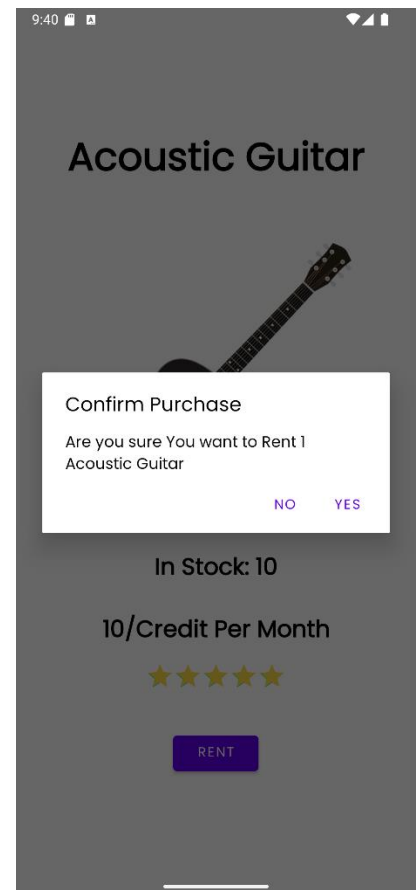 9:40
Acoustic Guitar
Confirm Purchase
Are you sure You want to Rent 1
Acoustic Guitar
NO YES
In Stock: 10
10/Credit Per Month
RENT